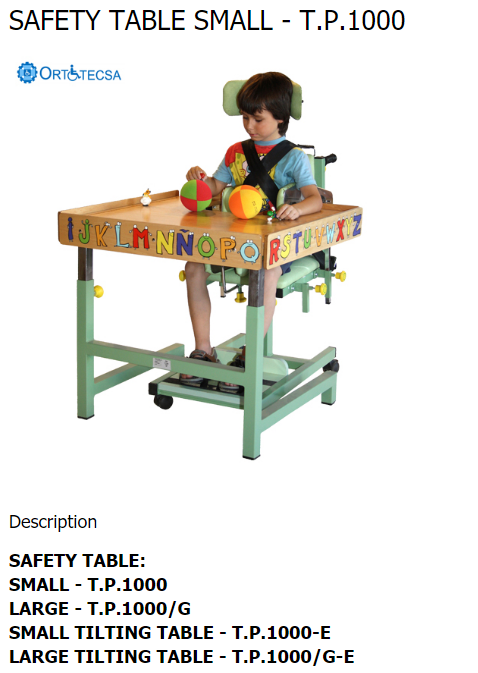 SAFETY TABLE SMALL - T.P.1000
ORTOTECSA
IJKLMNÑOPQ
RSTUVWXYZ
Description
SAFETY TABLE:
SMALL - T.P.1000
LARGE - T.P.1000/G
SMALL TILTING TABLE - T.P.1000-E
LARGE TILTING TABLE - T.P.1000/G-E